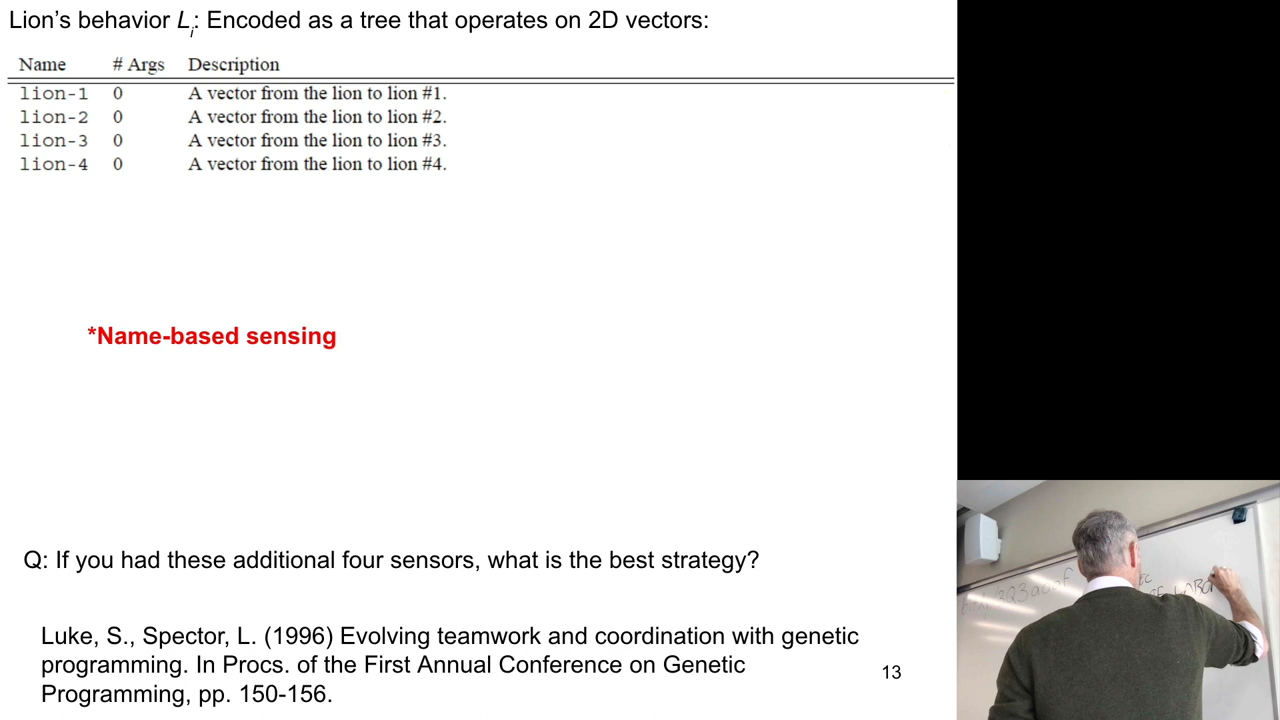 Lion's behavior Li: Encoded as a tree that operates on 2D vectors:
Name # Args Description
lion-1 0 A vector from the lion to lion #1.
lion-2 0 A vector from the lion to lion #2.
lion-3 0 A vector from the lion to lion #3.
lion-4 0 A vector from the lion to lion #4.
*Name-based sensing
Q: If you had these additional four sensors, what is the best strategy?
Luke, S., Spector, L. (1996) Evolving teamwork and coordination with genetic
programming. In Procs. of the First Annual Conference on Genetic
Programming, pp. 150-156.
13